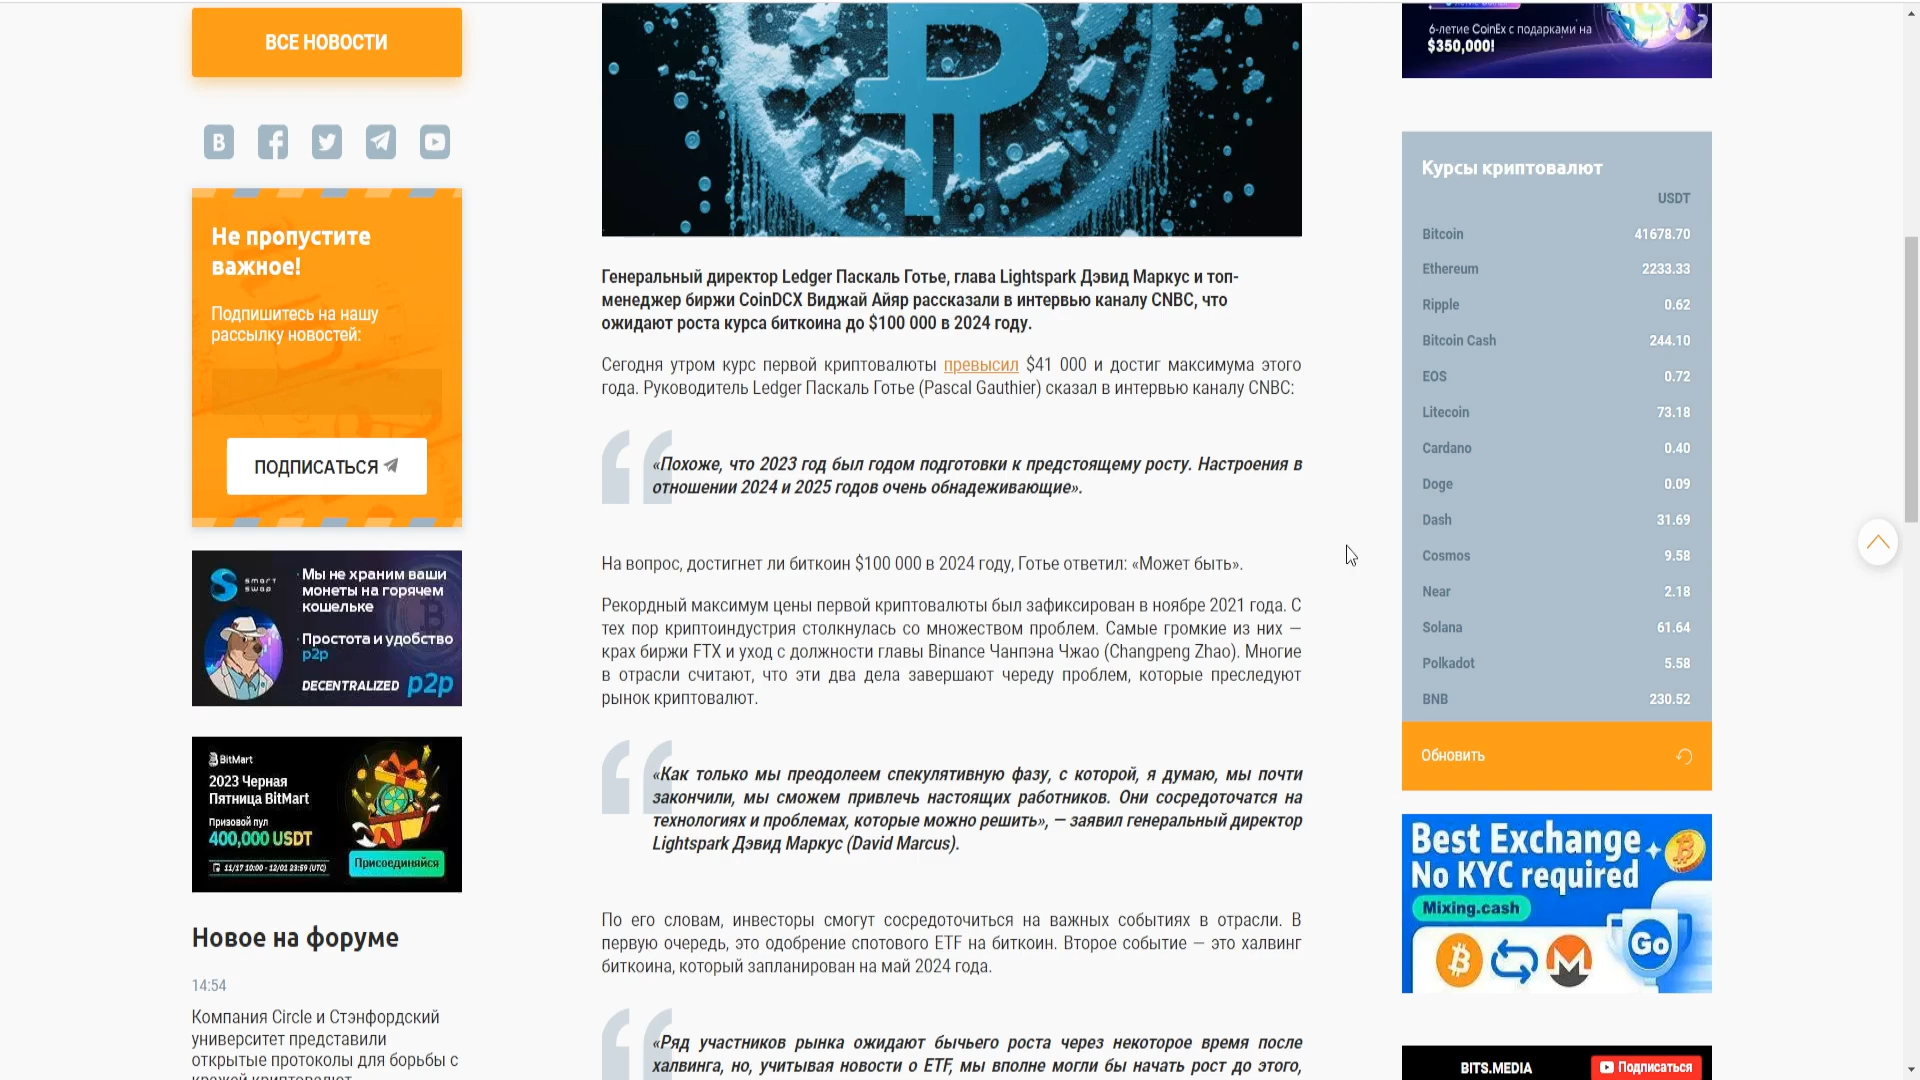 ВСЕ НОВОСТИ
Не пропустите
важное!
Подпишитесь на нашу
рассылку новостей:
ПОДПИСАТЬСЯ
smart
swap
· Мы не храним ваши
монеты на горячем
кошельке
· Простота и удобство
p2p
DECENTRALIZED p2p
BitMart
2023 Черная
Пятница BitMart
Призовой пул
400,000 USDT
11/17 10:00 - 12/01 23:59 (UTC)
Присоединяйся
Новое на форуме
14:54
Компания Circle и Стэнфордский
университет представили
открытые протоколы для борьбы с
кражей криптовалют
Генеральный директор Ledger Паскаль Готье, глава Lightspark Дэвид Маркус и топ-
менеджер биржи CoinDCX Виджай Айяр рассказали в интервью каналу CNBC, что
ожидают роста курса биткоина до $100 000 в 2024 году.
Сегодня утром курс первой криптовалюты превысил $41 000 и достиг максимума этого
года. Руководитель Ledger Паскаль Готье (Pascal Gauthier) сказал в интервью каналу CNBC:
«Похоже, что 2023 год был годом подготовки к предстоящему росту. Настроения в
отношении 2024 и 2025 годов очень обнадеживающие».
На вопрос, достигнет ли биткоин $100 000 в 2024 году, Готье ответил: «Может быть».
Рекордный максимум цены первой криптовалюты был зафиксирован в ноябре 2021 года. С
тех пор криптоиндустрия столкнулась со множеством проблем. Самые громкие из них —
крах биржи FTX и уход с должности главы Binance Чанпэна Чжао (Changpeng Zhao). Многие
в отрасли считают, что эти два дела завершают череду проблем, которые преследуют
рынок криптовалют.
«Как только мы преодолеем спекулятивную фазу, с которой, я думаю, мы почти
закончили, мы сможем привлечь настоящих работников. Они сосредоточатся на
технологиях и проблемах, которые можно решить», — заявил генеральный директор
Lightspark Дэвид Маркус (David Marcus).
По его словам, инвесторы смогут сосредоточиться на важных событиях в отрасли. В
первую очередь, это одобрение спотового ETF на биткоин. Второе событие — это халвинг
биткоина, который запланирован на май 2024 года.
«Ряд участников рынка ожидают бычьего роста через некоторое время после
халвинга, но, учитывая новости о ETF, мы вполне могли бы начать рост до этого,
6-летие CoinEx с подарками на
$350,000!
Курсы криптовалют
USDT
Bitcoin 41678.70
Ethereum 2233.33
Ripple 0.62
Bitcoin Cash 244.10
EOS 0.72
Litecoin 73.18
Cardano 0.40
Doge 0.09
Dash 31.69
Cosmos 9.58
Near 2.18
Solana 61.64
Polkadot 5.58
BNB 230.52
Обновить
Best Exchange
No KYC required
Mixing.cash
Go
BITS.MEDIA
Подписаться